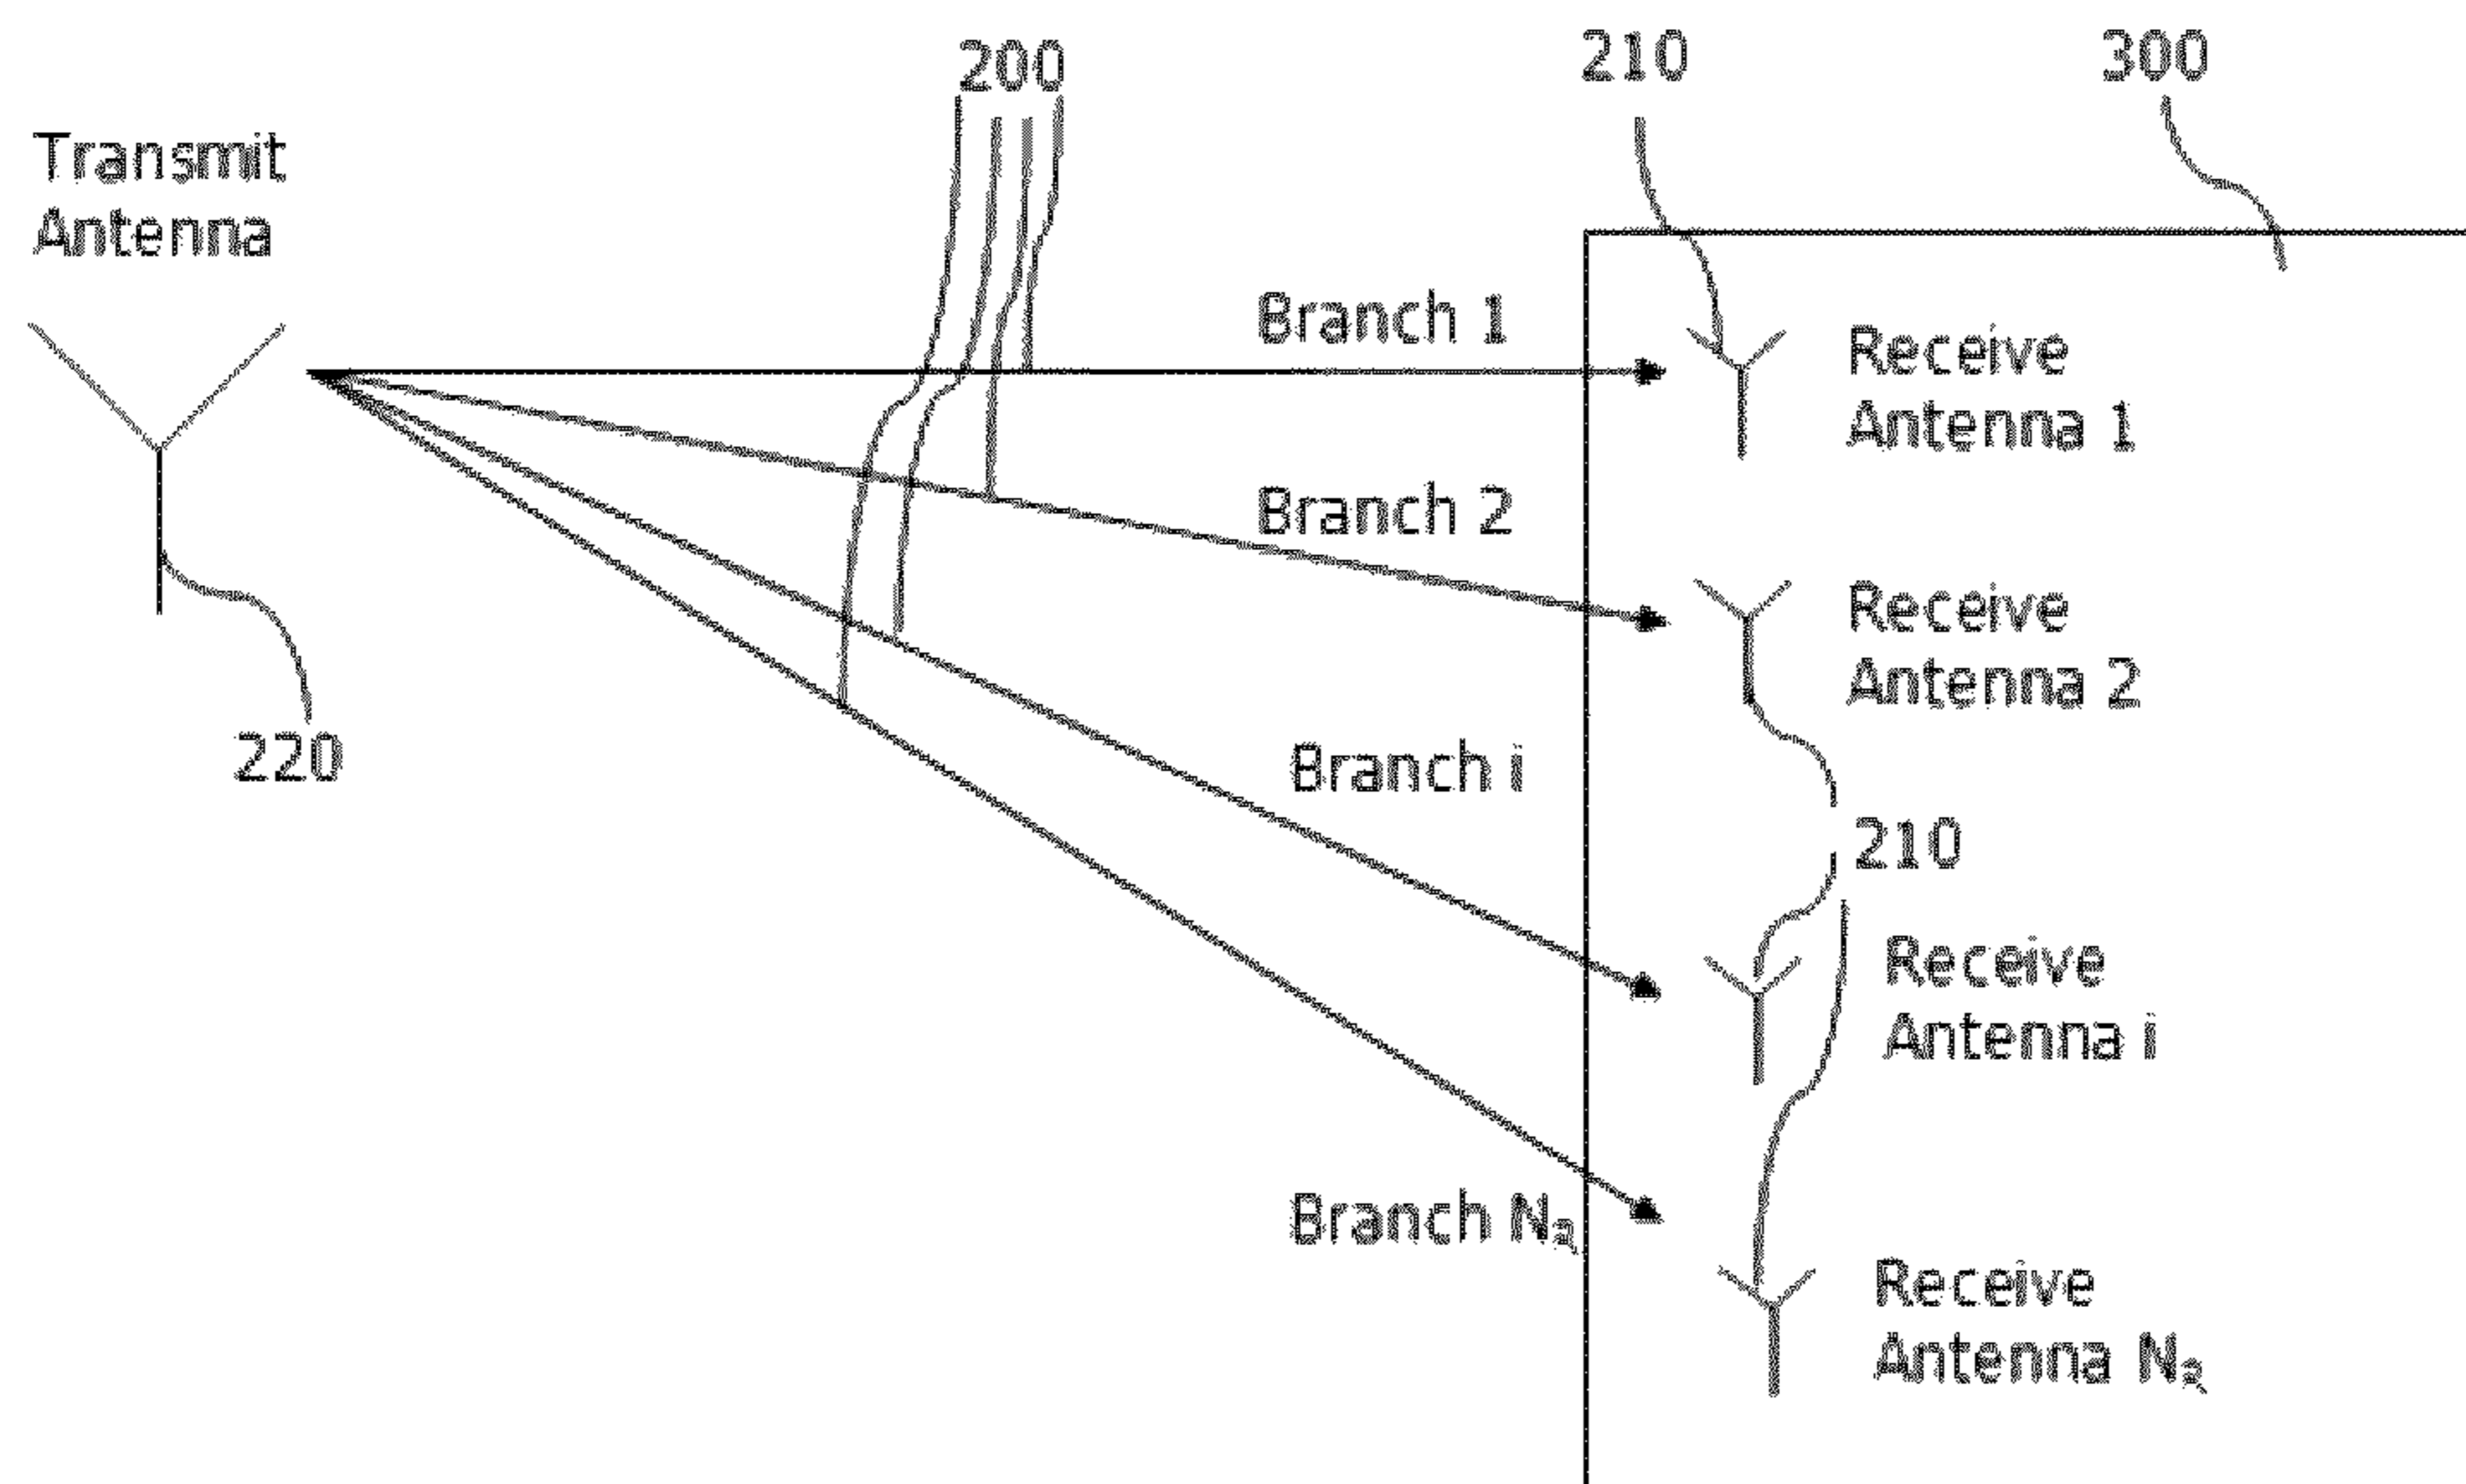 200
210
300
Transmit
Antenna
Branch 1
Receive
Antenna 1
Branch 2
Receive
Antenna 2
220
Branch i
210
Receive
Antenna i
Branch Nₐ
Receive
Antenna Nₐ